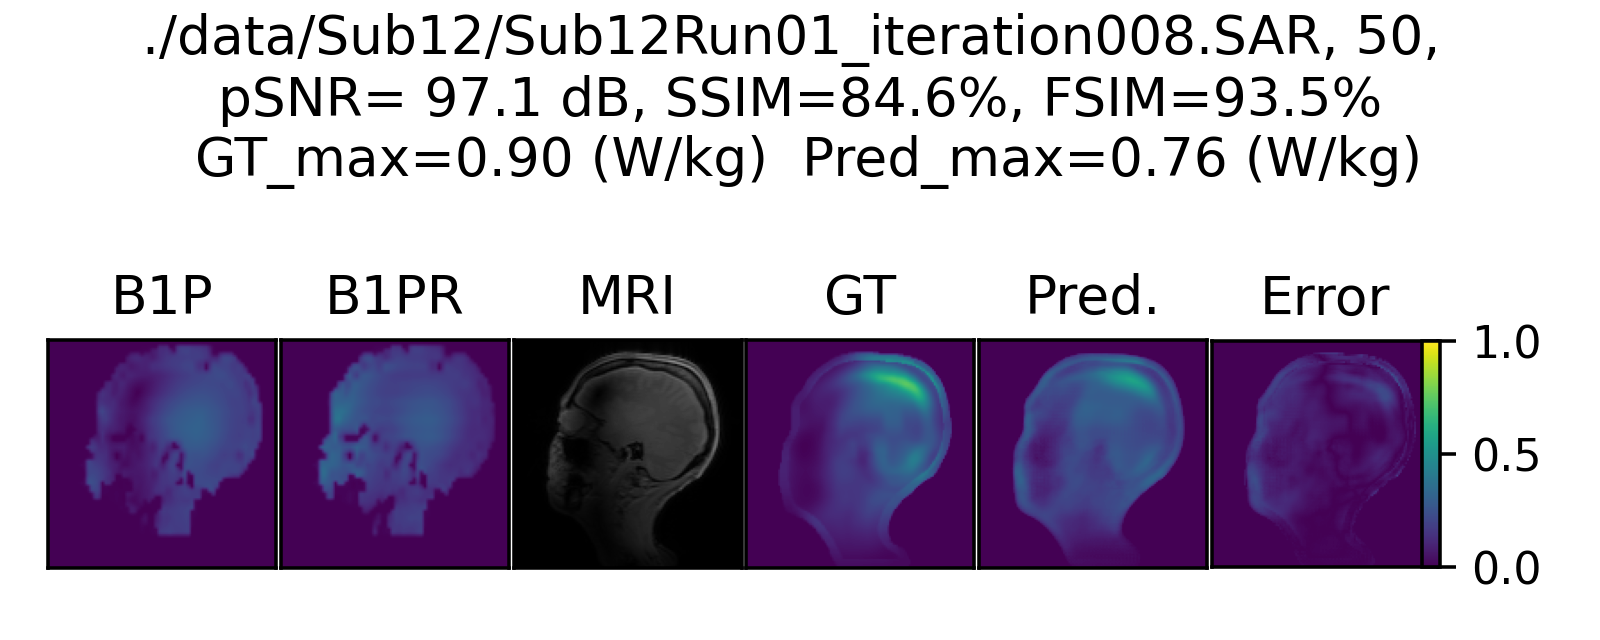 ./data/Sub12/Sub12Run01_iteration008.SAR, 50,
pSNR= 97.1 dB, SSIM=84.6%, FSIM=93.5%
GT_max=0.90 (W/kg)  Pred_max=0.76 (W/kg)
B1P B1PR MRI GT Pred. Error
1.0
0.5
0.0